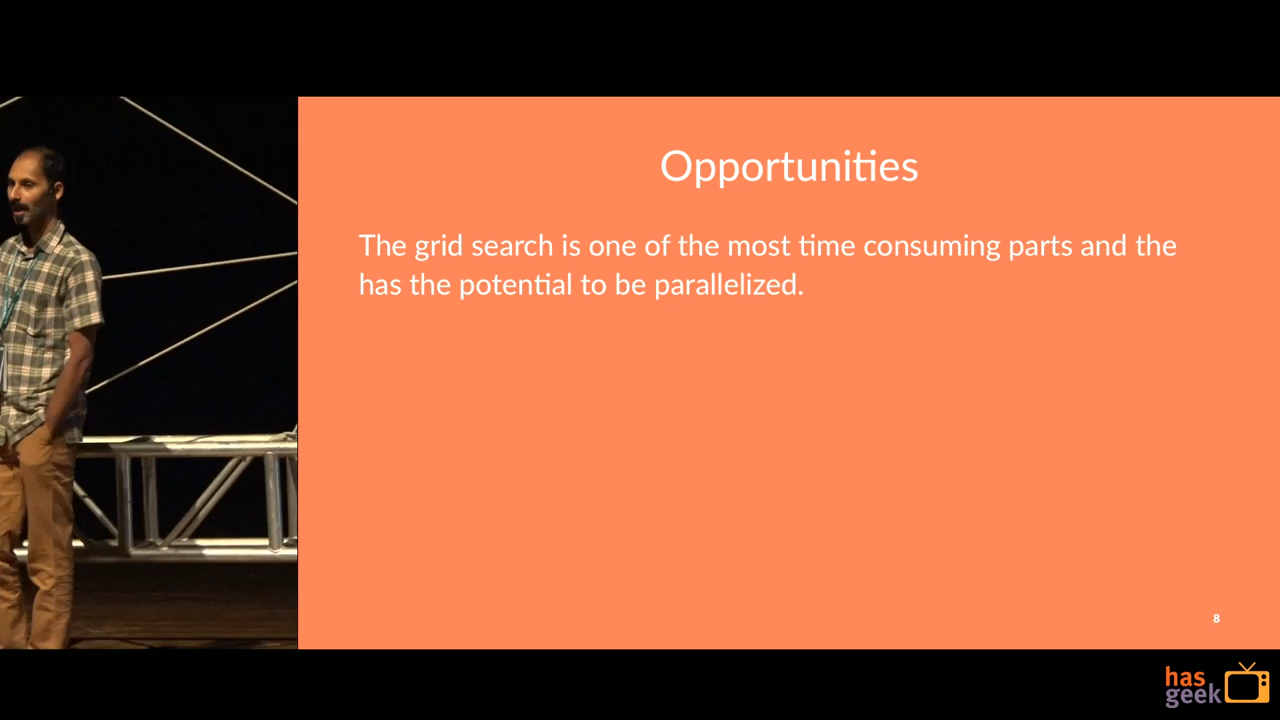 Opportunities
The grid search is one of the most time consuming parts and the
has the potential to be parallelized.
8
has
geek